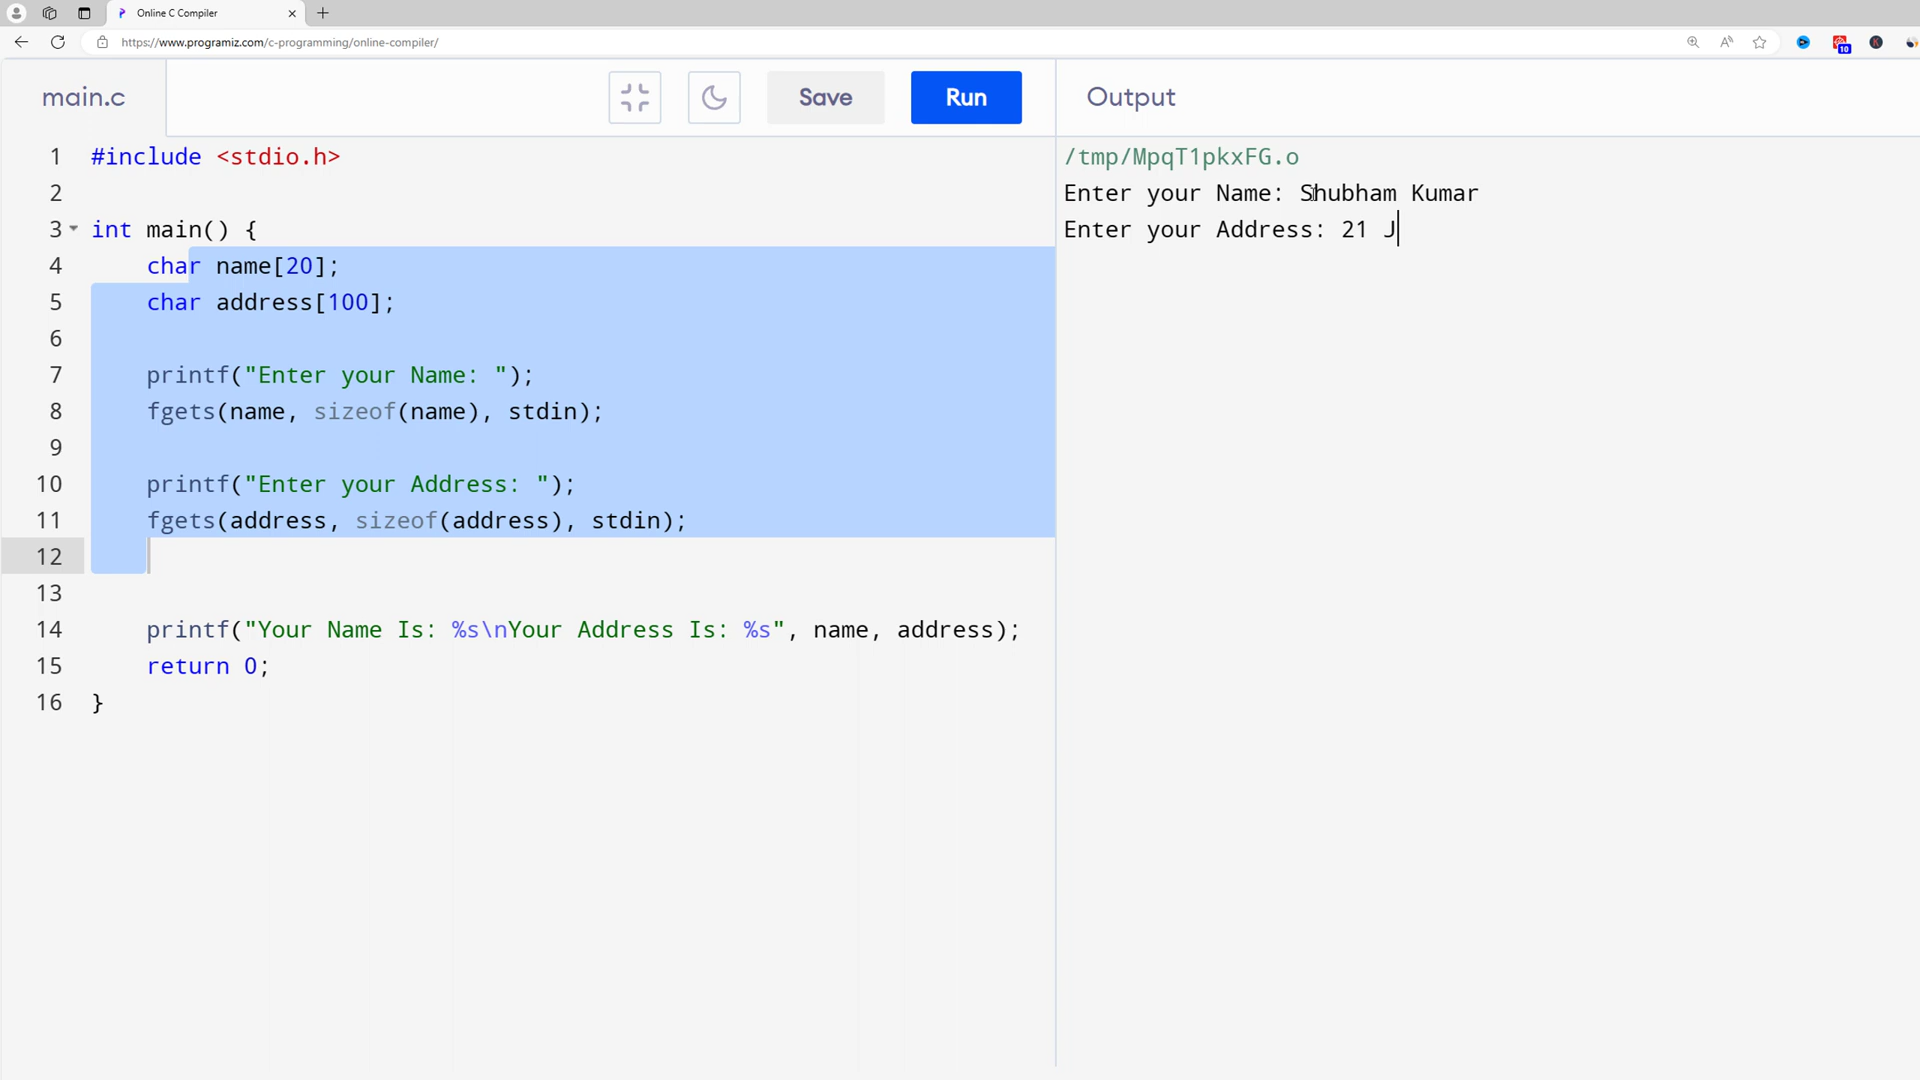 Online C Compiler
https://www.programiz.com/c-programming/online-compiler/
10
main.c
Save
Run
Output
1 #include <stdio.h>
2
3 int main() {
4 char name[20];
5 char address[100];
6
7 printf("Enter your Name: ");
8 fgets(name, sizeof(name), stdin);
9
10 printf("Enter your Address: ");
11 fgets(address, sizeof(address), stdin);
12
13
14 printf("Your Name Is: %s\nYour Address Is: %s", name, address);
15 return 0;
16 }
/tmp/MpqT1pkxFG.o
Enter your Name: Shubham Kumar
Enter your Address: 21 J